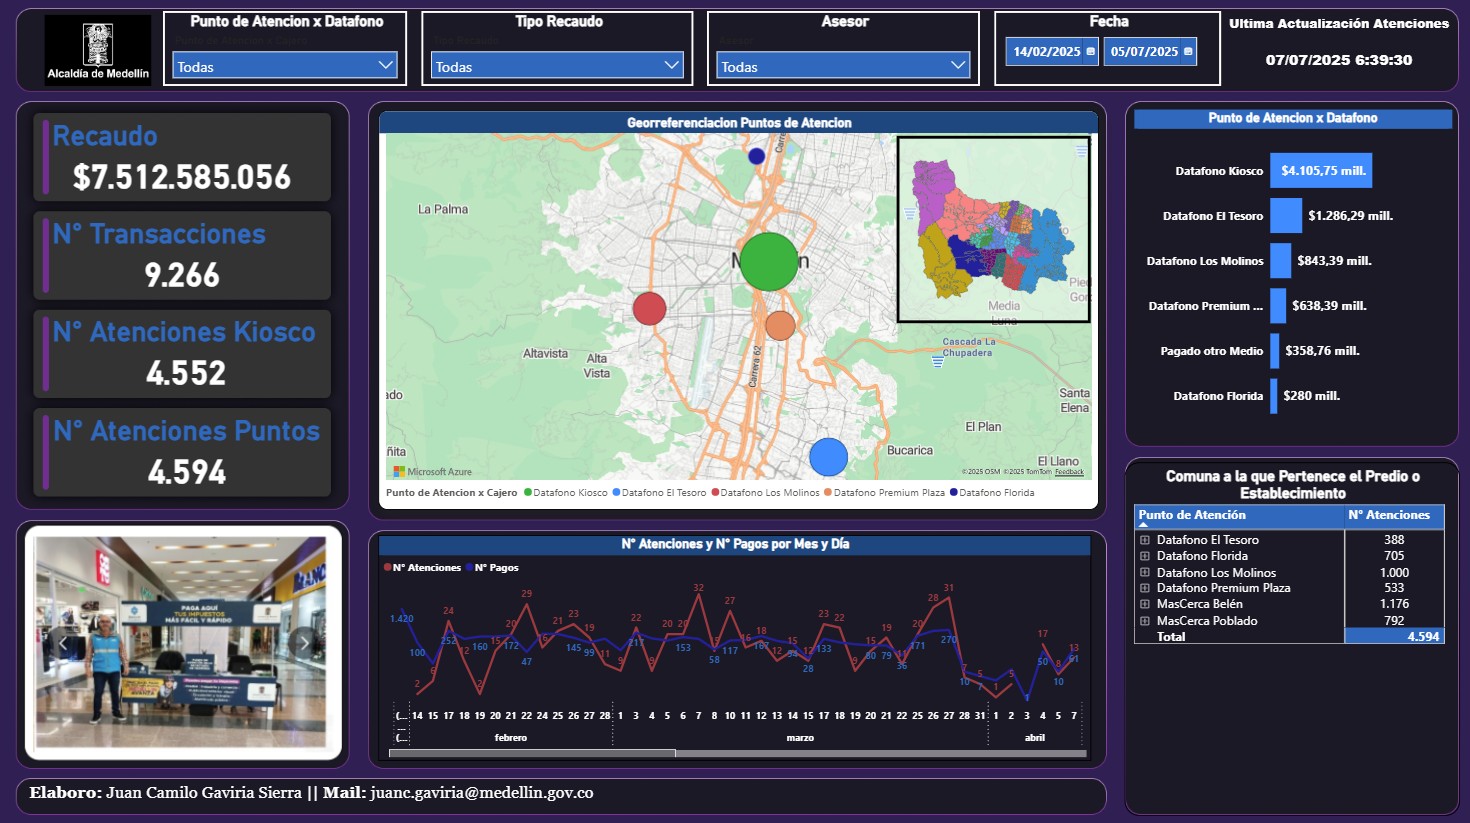 Alcaldía de Medellín
Punto de Atencion x Datafono
Todas
Tipo Recaudo
Todas
Asesor
Todas
Fecha
14/02/2025
05/07/2025
Ultima Actualización Atenciones
07/07/2025 6:39:30
Recaudo
$7.512.585.056
N° Transacciones
9.266
N° Atenciones Kiosco
4.552
N° Atenciones Puntos
4.594
PAGA AQUÍ
TUS IMPUESTOS
MÁS FÁCIL Y RÁPIDO
Georreferenciacion Puntos de Atencion
La Palma
Altavista
Alta
Vista
Carrera 62
Media
Luna
Cascada La
Chupadera
Santa
Elena
El Plan
Bucarica
El Llano
Microsoft Azure
©2025 OSM ©2025 TomTom Feedback
Punto de Atencion x Cajero Datafono Kiosco Datafono El Tesoro Datafono Los Molinos Datafono Premium Plaza Datafono Florida
N° Atenciones y N° Pagos por Mes y Día
N° Atenciones N° Pagos
1.420 100 252 160 172 47 145 99 211 153 58 117 167 28 133 80 79 36 171 270 10 7 1 50 10 61
2 6 24 12 2 15 20 29 15 21 23 19 11 9 22 9 20 20 32 15 27 16 18 12 15 12 23 22 9 15 19 11 20 28 31 7 5 1 5 17 8 13
(... 14 15 17 18 19 20 21 22 24 25 26 27 28 1 3 4 5 6 7 8 10 11 12 13 14 15 17 18 19 20 21 22 25 26 27 28 31 1 2 3 4 5 7
(... febrero marzo abril
Punto de Atencion x Datafono
Datafono Kiosco $4.105,75 mill.
Datafono El Tesoro $1.286,29 mill.
Datafono Los Molinos $843,39 mill.
Datafono Premium ... $638,39 mill.
Pagado otro Medio $358,76 mill.
Datafono Florida $280 mill.
Comuna a la que Pertenece el Predio o
Establecimiento
Punto de Atención N° Atenciones
Datafono El Tesoro 388
Datafono Florida 705
Datafono Los Molinos 1.000
Datafono Premium Plaza 533
MasCerca Belén 1.176
MasCerca Poblado 792
Total 4.594
Elaboro: Juan Camilo Gaviria Sierra || Mail: juanc.gaviria@medellin.gov.co